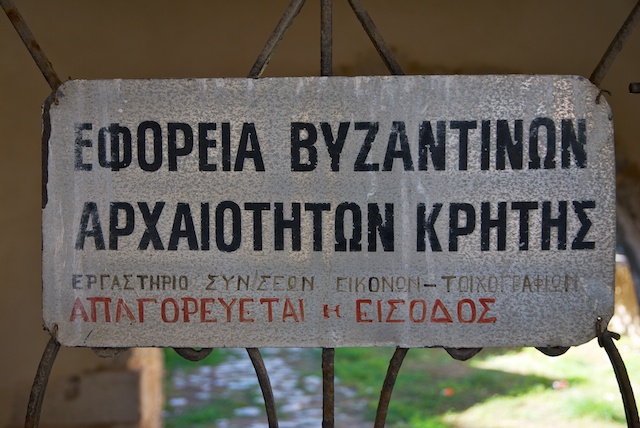 ΕΦΟΡΕΙΑ ΒΥΖΑΝΤΙΝΩΝ
ΑΡΧΑΙΟΤΗΤΩΝ ΚΡΗΤΗΣ
ΕΡΓΑΣΤΗΡΙΟ ΣΥΝ/ΣΕΩΝ ΕΙΚΟΝΩΝ-ΤΟΙΧΟΓΡΑΦΙΩΝ
ΑΠΑΓΟΡΕΥΕΤΑΙ Η ΕΙΣΟΔΟΣ